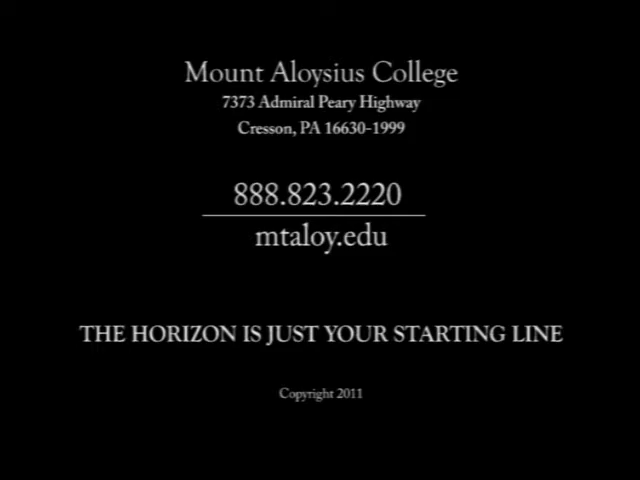 Mount Aloysius College
7373 Admiral Peary Highway
Cresson, PA 16630-1999
888.823.2220
mtaloy.edu
THE HORIZON IS JUST YOUR STARTING LINE
Copyright 2011